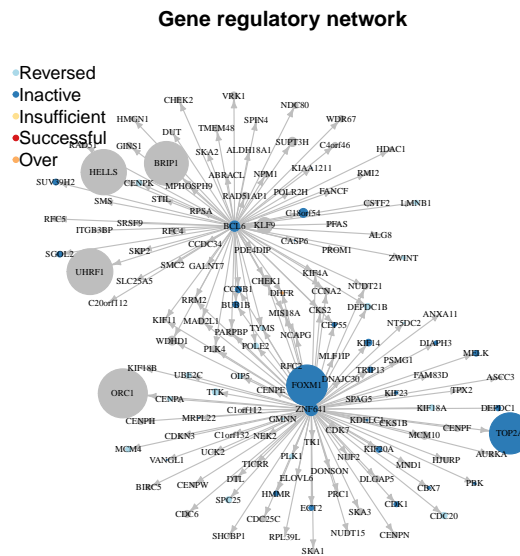 Gene regulatory network
Reversed
Inactive
Insufficient
Successful
Over
VRK1
CHEK2
NDC80
HMGN1
DUT
TMEM48
SPIN4
WDR67
RAD51
GINS1
SKA2
ALDH18A1
SUPT3H
C4orf46
HDAC1
BRIP1
HELLS
ABRACL
NPM1
KIAA1211
RMI2
SUV39H2
CENPK
MPHOSPH9
POLR2H
FANCF
SMS
STIL
RAD51AP1
CSTF2
LMNB1
RFC5
SRSF9
RPSA
C18orf54
ITGB3BP
RFC4
BCL6
KLF9
PFAS
ALG8
SGOL2
SKP2
CCDC34
PDE4DIP
CASP6
PROM1
ZWINT
UHRF1
SMC2
GALNT7
SLC25A5
CHEK1
KIF4A
NUDT21
C20orf112
RRM2
CCNB1
DHFR
CCNA2
DEPDC1B
BUB1B
MIS18A
CKS2
KIF11
MAD2L1
CEP55
NT5DC2
ANXA11
WDHD1
PARPBP
TYMS
NCAPG
KIF14
DIAPH3
PLK4
POLE2
MLF1IP
PSMG1
MELK
KIF18B
UBE2C
OIP5
RFC2
DNAJC30
TRIP13
FAM83D
ASCC3
ORC1
TTK
CENPE
FOXM1
SPAG5
KIF23
TPX2
CENPA
C1orf112
ZNF641
KIF18A
DEPDC1
CENPH
MRPL22
GMNN
KDELC1
CKS1B
CENPF
TOP2A
CDKN3
C1orf132
NEK2
CDK7
MCM10
MCM4
UCK2
TK1
NUF2
KIF20A
HJURP
AURKA
VANGL1
TICRR
PLK1
DONSON
MND1
BIRC5
CENPW
DTL
ELOVL6
DLGAP5
CBX7
PBK
SPC25
HMMR
PRC1
CDK1
CDC6
CDC25C
ECT2
SKA3
CDC20
SHCBP1
RPL39L
NUDT15
CENPN
SKA1